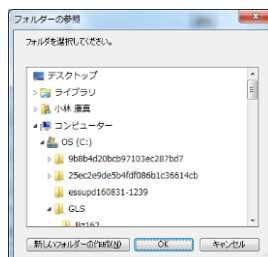 フォルダーの参照
フォルダを選択してください。
デスクトップ
ライブラリ
小林 康真
コンピューター
OS (C:)
9b8b4d20bcb97103ec287bd7
25ec2e9de5b4fdf086b1c36614cb
essupd160831-1239
GLS
新しいフォルダーの作成(N)
OK
キャンセル